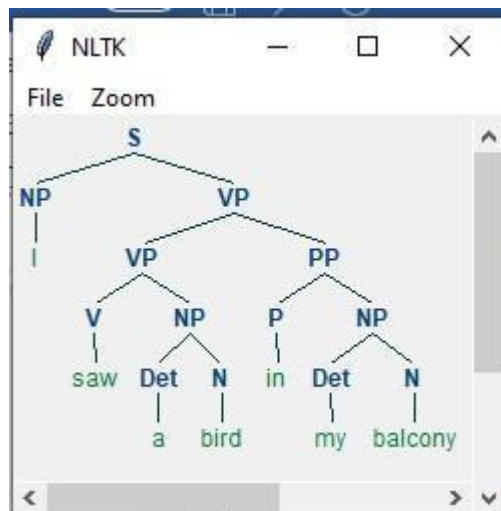 NLTK
File Zoom
S
NP VP
I VP PP
V NP P NP
saw Det N in Det N
a bird my balcony